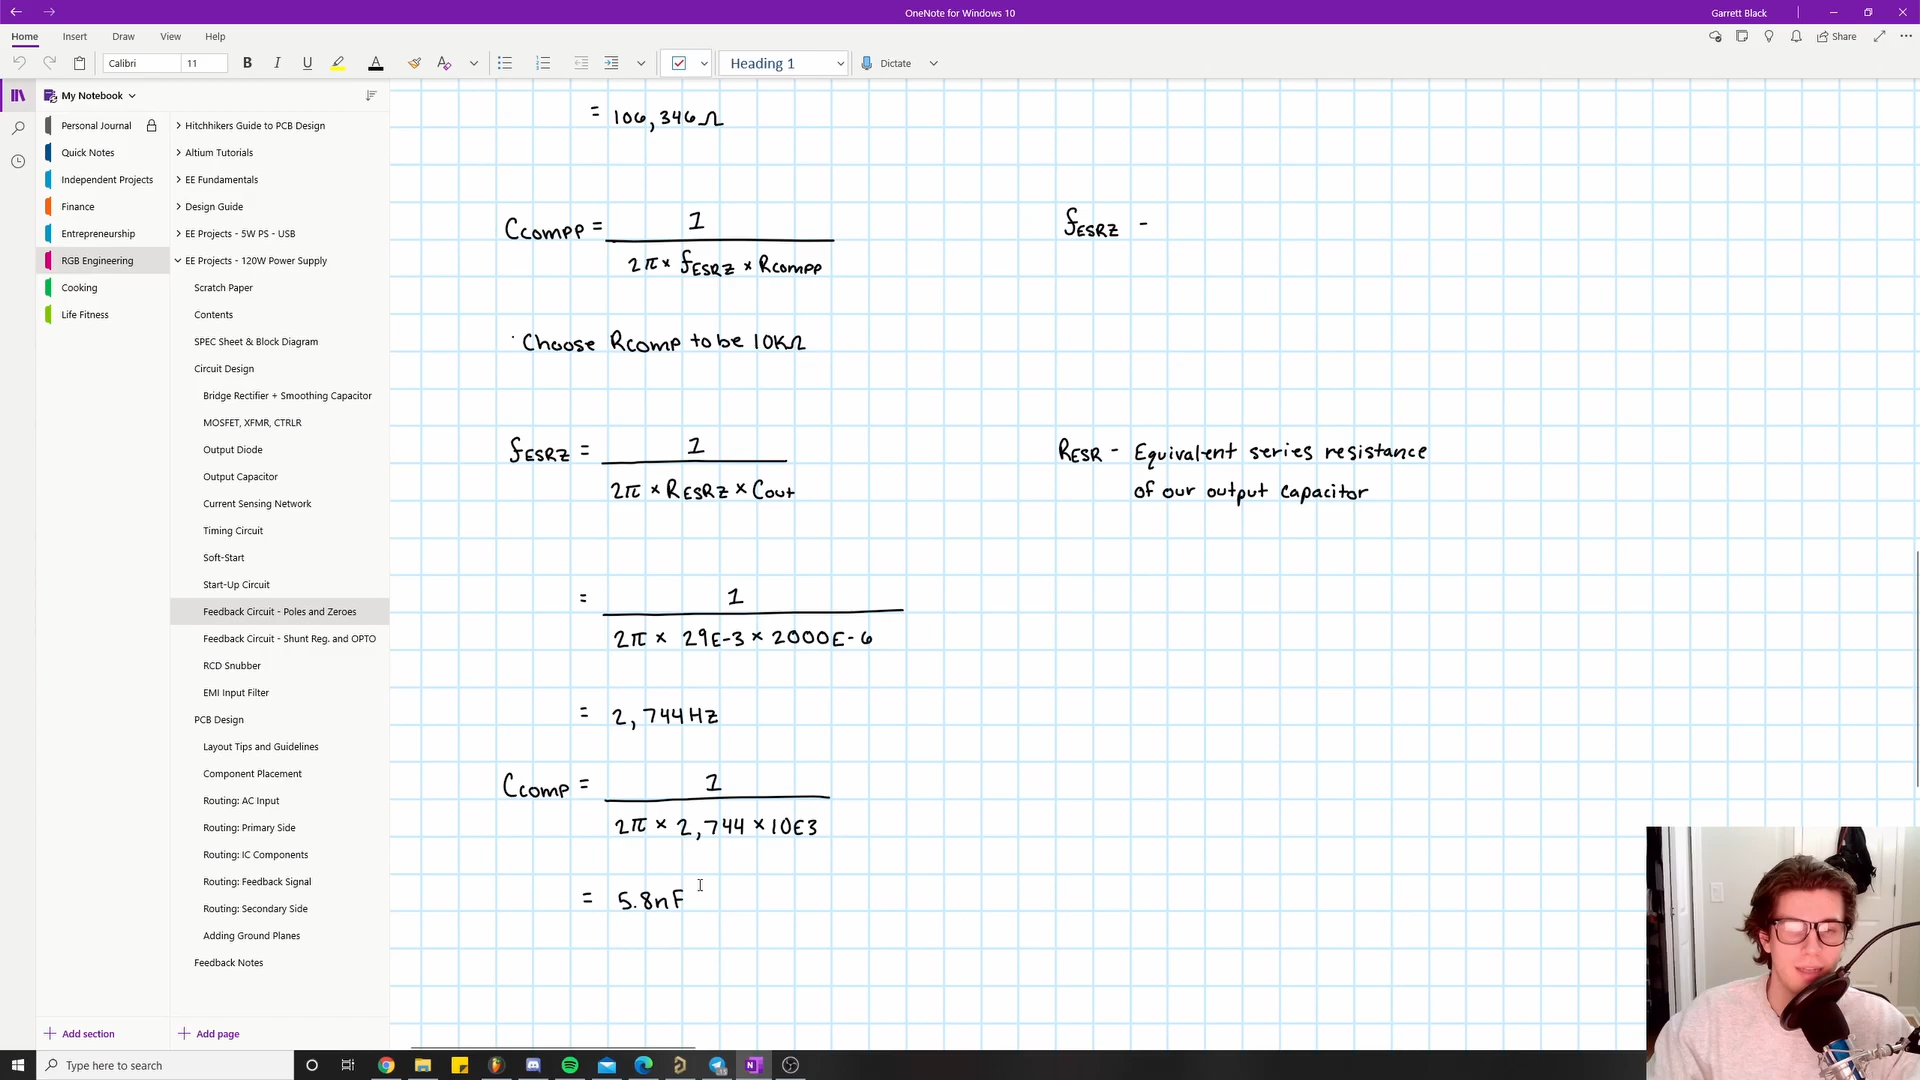 OneNote for Windows 10
Garrett Black
Home
Insert
Draw
View
Help
Share
Calibri
11
B
I
U
A
Heading 1
Dictate
My Notebook
Personal Journal
Quick Notes
Independent Projects
Finance
Entrepreneurship
RGB Engineering
Cooking
Life Fitness
Add section
Hitchhikers Guide to PCB Design
Altium Tutorials
EE Fundamentals
Design Guide
EE Projects - 5W PS - USB
EE Projects - 120W Power Supply
Scratch Paper
Contents
SPEC Sheet & Block Diagram
Circuit Design
Bridge Rectifier + Smoothing Capacitor
MOSFET, XFMR, CTRLR
Output Diode
Output Capacitor
Current Sensing Network
Timing Circuit
Soft-Start
Start-Up Circuit
Feedback Circuit - Poles and Zeroes
Feedback Circuit - Shunt Reg. and OPTO
RCD Snubber
EMI Input Filter
PCB Design
Layout Tips and Guidelines
Component Placement
Routing: AC Input
Routing: Primary Side
Routing: IC Components
Routing: Feedback Signal
Routing: Secondary Side
Adding Ground Planes
Feedback Notes
Add page
= 106,346Ω
CCOMPP = 1
2π × fESRZ × RCOMPP
fESRZ -
· Choose Rcomp to be 10KΩ
fESRZ = 1
2π × RESRZ × Cout
RESR - Equivalent series resistance
of our output capacitor
= 1
2π × 29E-3 × 2000E-6
= 2,744Hz
Ccomp = 1
2π × 2,744 × 10E3
= 5.8nF
Type here to search